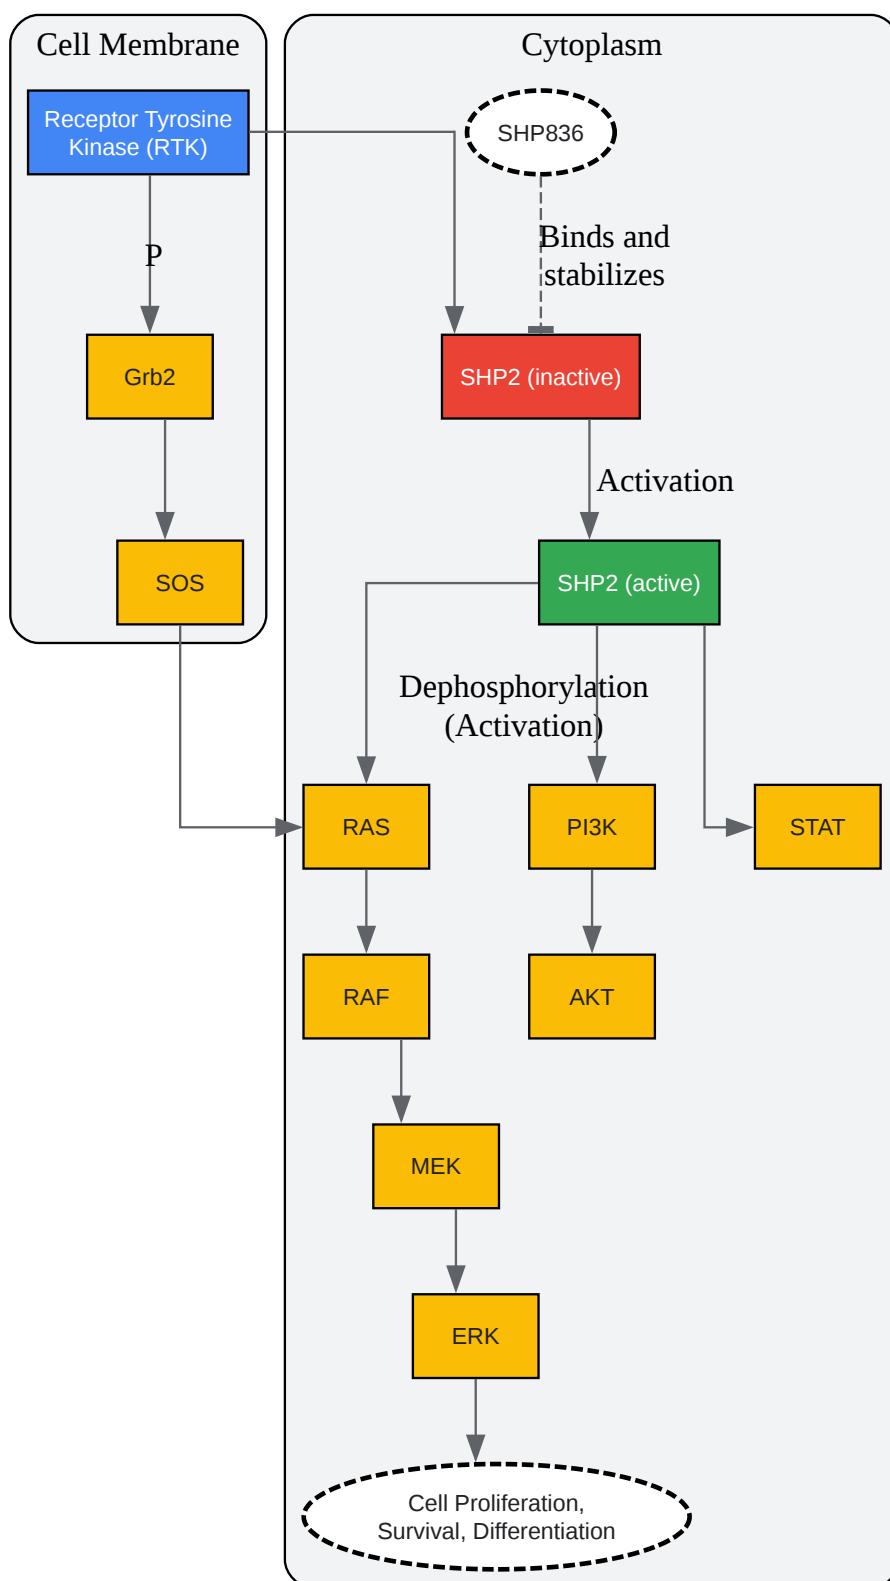 Cell Membrane
Cytoplasm
Receptor Tyrosine
Kinase (RTK)
SHP836
P
Binds and
stabilizes
Grb2
SHP2 (inactive)
Activation
SOS
SHP2 (active)
Dephosphorylation
(Activation)
RAS
PI3K
STAT
RAF
AKT
MEK
ERK
Cell Proliferation,
Survival, Differentiation